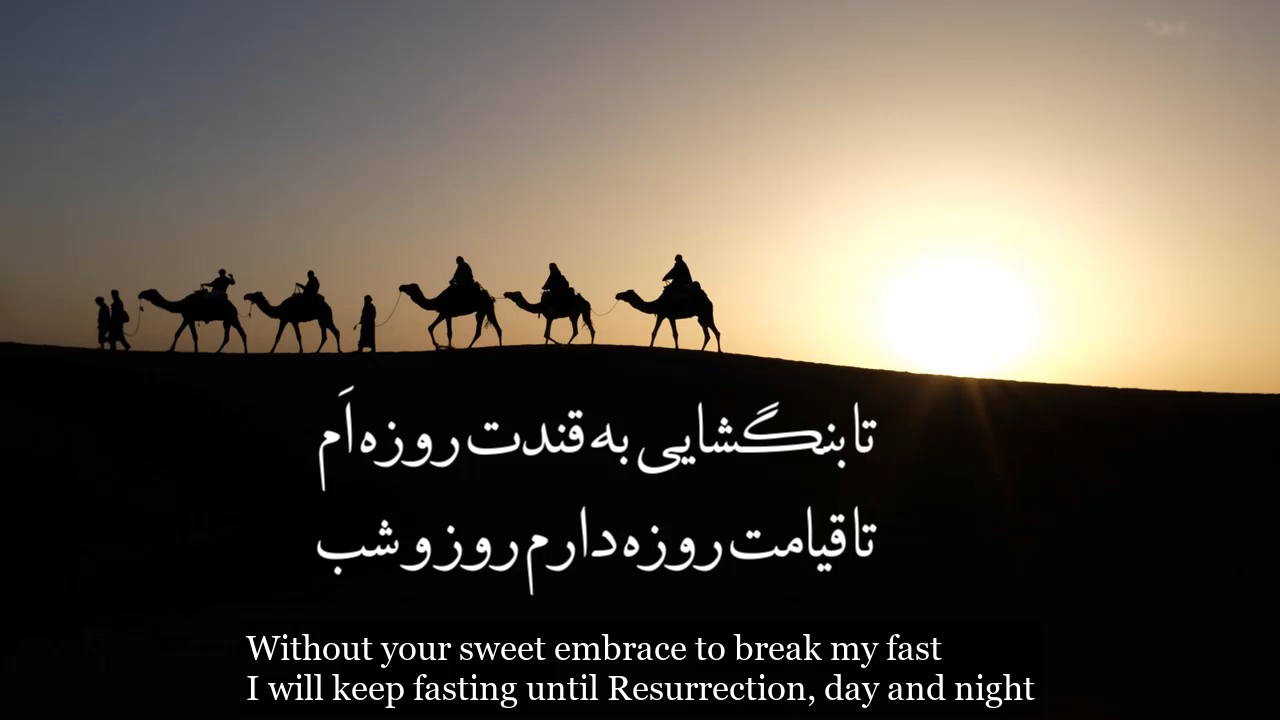 تا بنگشایی به قندت روزه‌اَم
تا قیامت روزه دارم روز و شب
Without your sweet embrace to break my fast
I will keep fasting until Resurrection, day and night